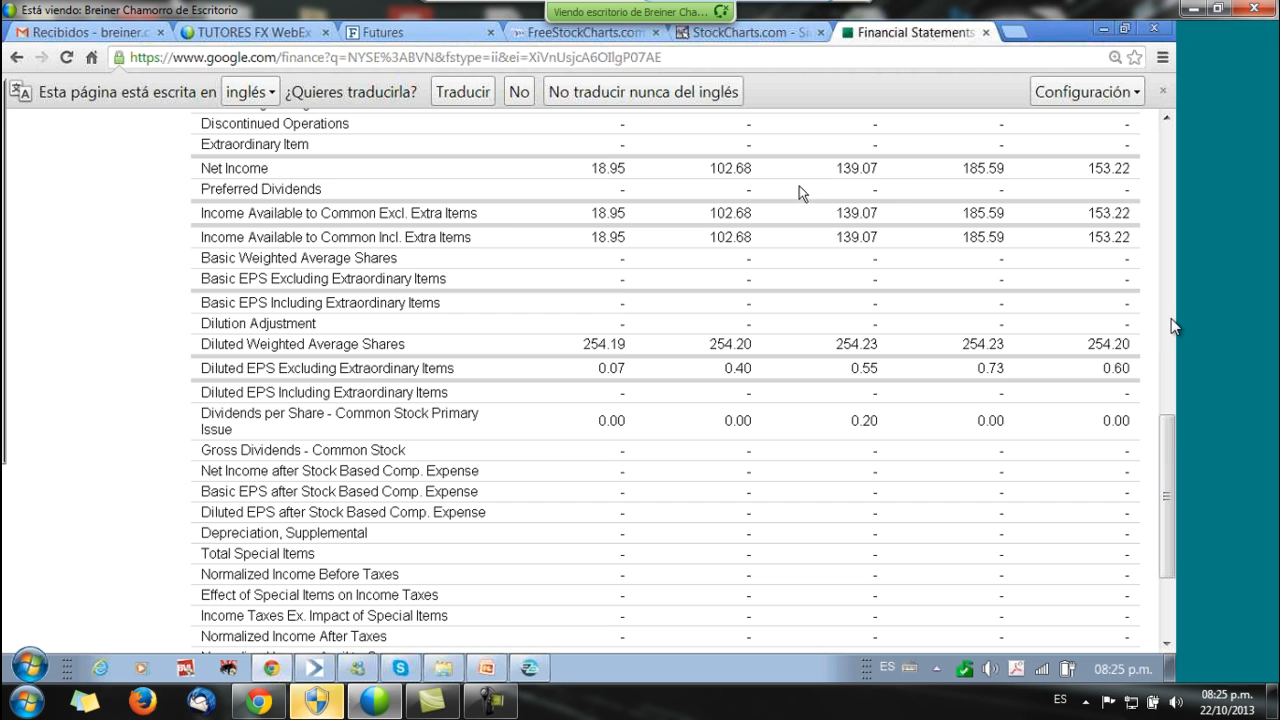 Está viendo: Breiner Chamorro de Escritorio
Viendo escritorio de Breiner Cha...
Recibidos - breiner.c
TUTORES FX WebEx
Futures
FreeStockCharts.com
StockCharts.com - Si
Financial Statements
https://www.google.com/finance?q=NYSE%3ABVN&fstype=ii&ei=XiVnUsjcA6OIlgP07AE
Esta página está escrita en inglés ¿Quieres traducirla? Traducir No No traducir nunca del inglés Configuración
Discontinued Operations - - - - -
Extraordinary Item - - - - -
Net Income 18.95 102.68 139.07 185.59 153.22
Preferred Dividends - - - - -
Income Available to Common Excl. Extra Items 18.95 102.68 139.07 185.59 153.22
Income Available to Common Incl. Extra Items 18.95 102.68 139.07 185.59 153.22
Basic Weighted Average Shares - - - - -
Basic EPS Excluding Extraordinary Items - - - - -
Basic EPS Including Extraordinary Items - - - - -
Dilution Adjustment - - - - -
Diluted Weighted Average Shares 254.19 254.20 254.23 254.23 254.20
Diluted EPS Excluding Extraordinary Items 0.07 0.40 0.55 0.73 0.60
Diluted EPS Including Extraordinary Items - - - - -
Dividends per Share - Common Stock Primary
Issue 0.00 0.00 0.20 0.00 0.00
Gross Dividends - Common Stock - - - - -
Net Income after Stock Based Comp. Expense - - - - -
Basic EPS after Stock Based Comp. Expense - - - - -
Diluted EPS after Stock Based Comp. Expense - - - - -
Depreciation, Supplemental - - - - -
Total Special Items - - - - -
Normalized Income Before Taxes - - - - -
Effect of Special Items on Income Taxes - - - - -
Income Taxes Ex. Impact of Special Items - - - - -
Normalized Income After Taxes - - - - -
ES 08:25 p.m.
ES 08:25 p.m.
22/10/2013